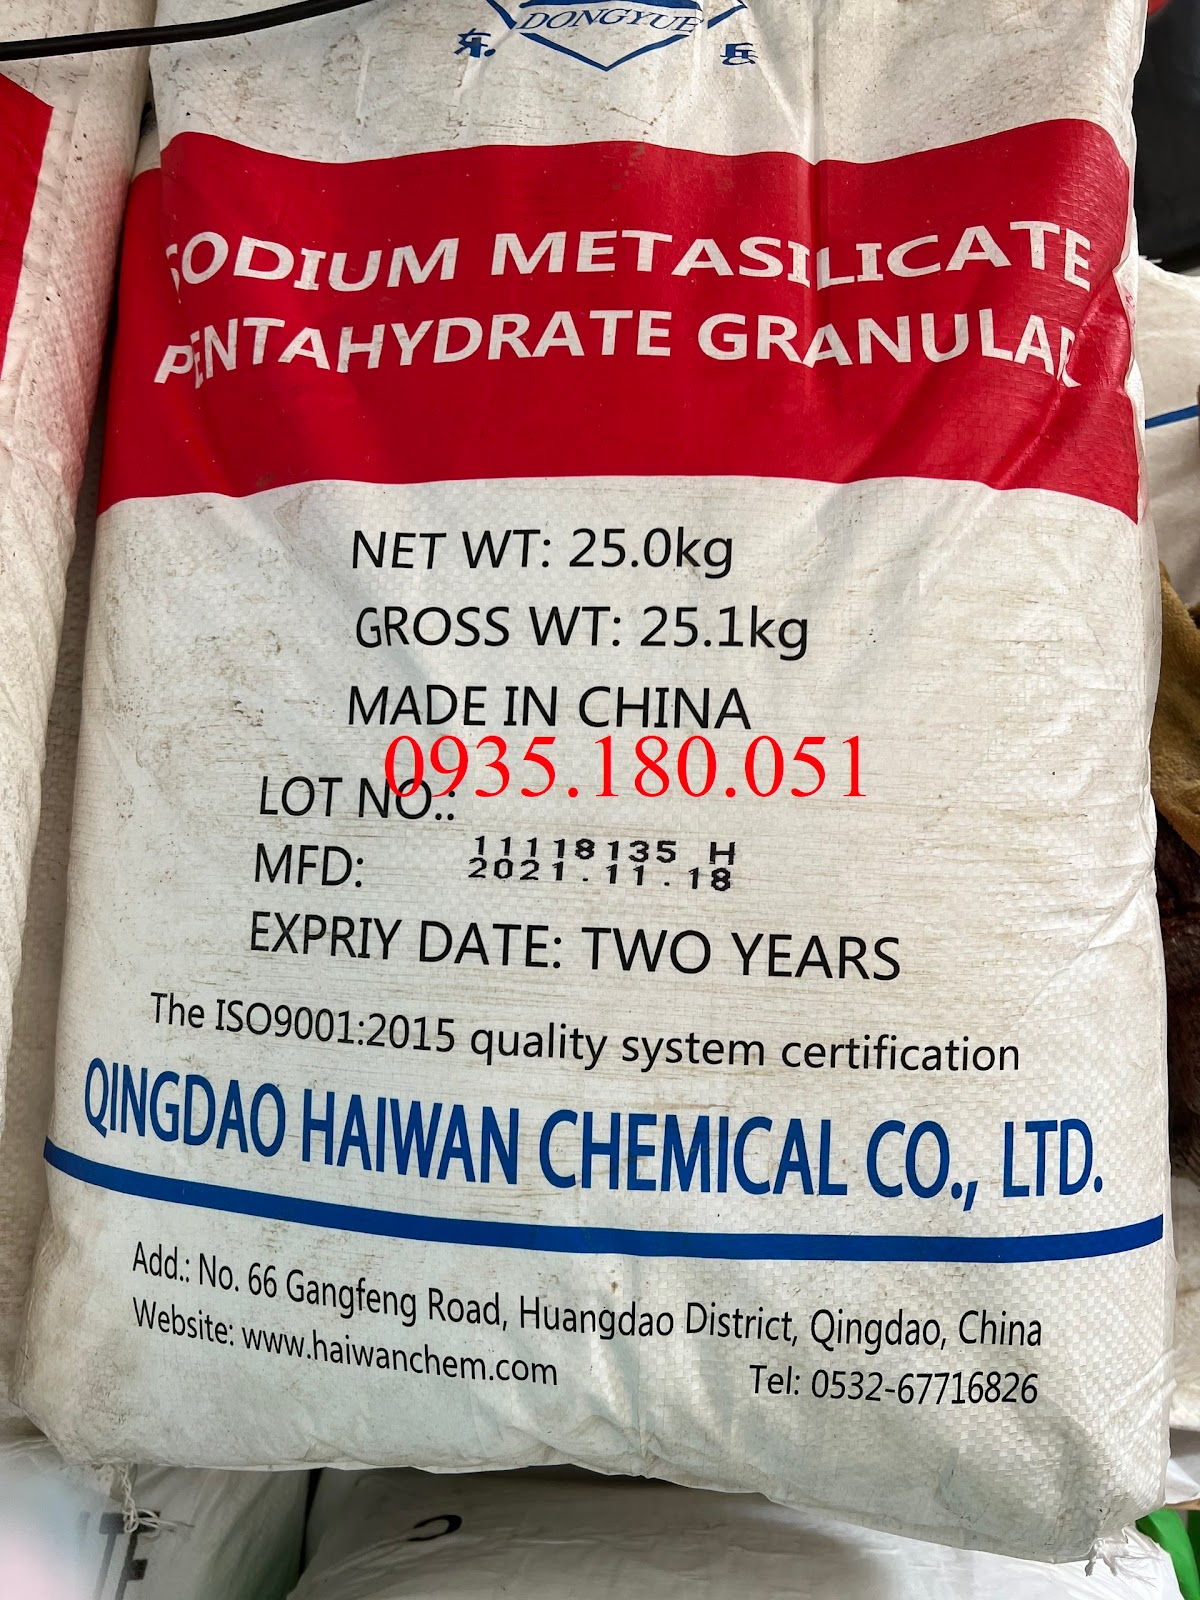 DONGYUE
东 岳
SODIUM METASILICATE
PENTAHYDRATE GRANULAR
NET WT: 25.0kg
GROSS WT: 25.1kg
MADE IN CHINA
0935.180.051
LOT NO.:
11118135 H
MFD: 2021.11.18
EXPRIY DATE: TWO YEARS
The ISO9001:2015 quality system certification
QINGDAO HAIWAN CHEMICAL CO., LTD.
Add.: No. 66 Gangfeng Road, Huangdao District, Qingdao, China
Website: www.haiwanchem.com Tel: 0532-67716826